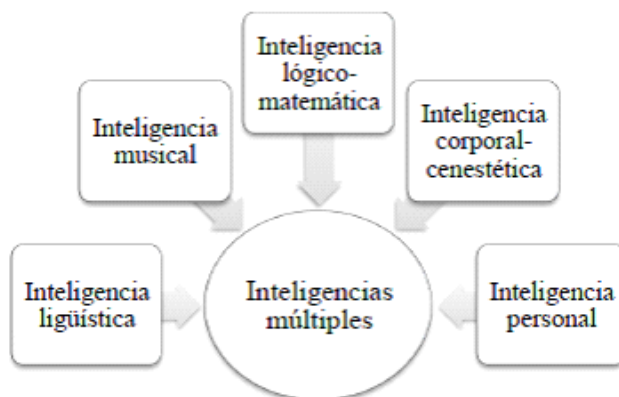 Inteligencia
lógico-
matemática
Inteligencia
musical
Inteligencia
corporal-
cenestética
Inteligencia
ligüística
Inteligencias
múltiples
Inteligencia
personal